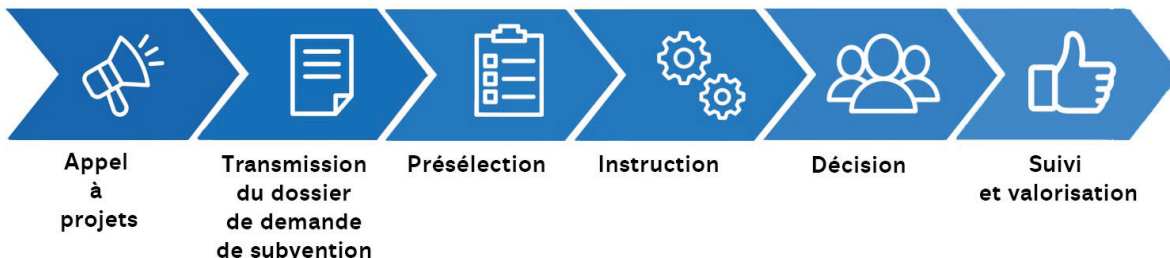 Appel
à
projets
Transmission
du dossier
de demande
de subvention
Présélection
Instruction
Décision
Suivi
et valorisation